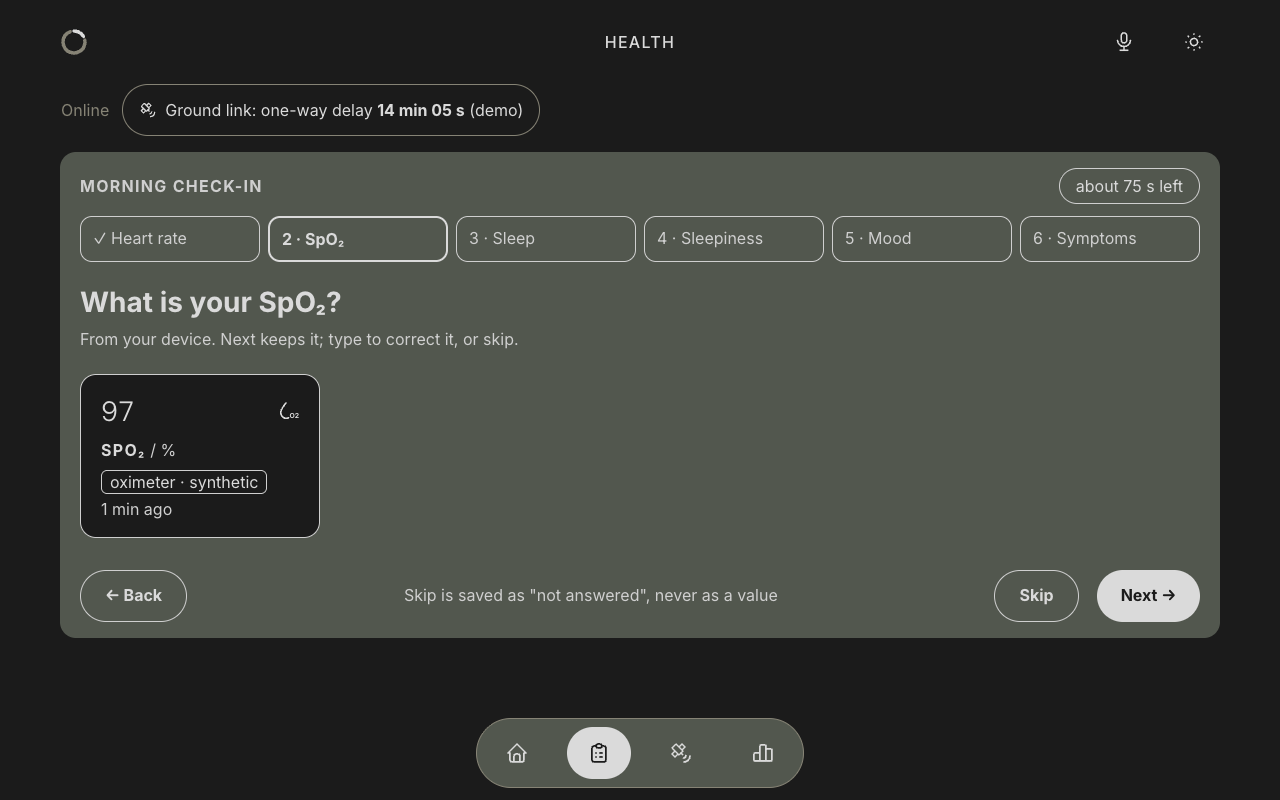 HEALTH
Online
Ground link: one-way delay 14 min 05 s (demo)
MORNING CHECK-IN
about 75 s left
✓ Heart rate
2 · SpO₂
3 · Sleep
4 · Sleepiness
5 · Mood
6 · Symptoms
What is your SpO₂?
From your device. Next keeps it; type to correct it, or skip.
97
O2
SPO₂ / %
oximeter · synthetic
1 min ago
← Back
Skip is saved as "not answered", never as a value
Skip
Next →